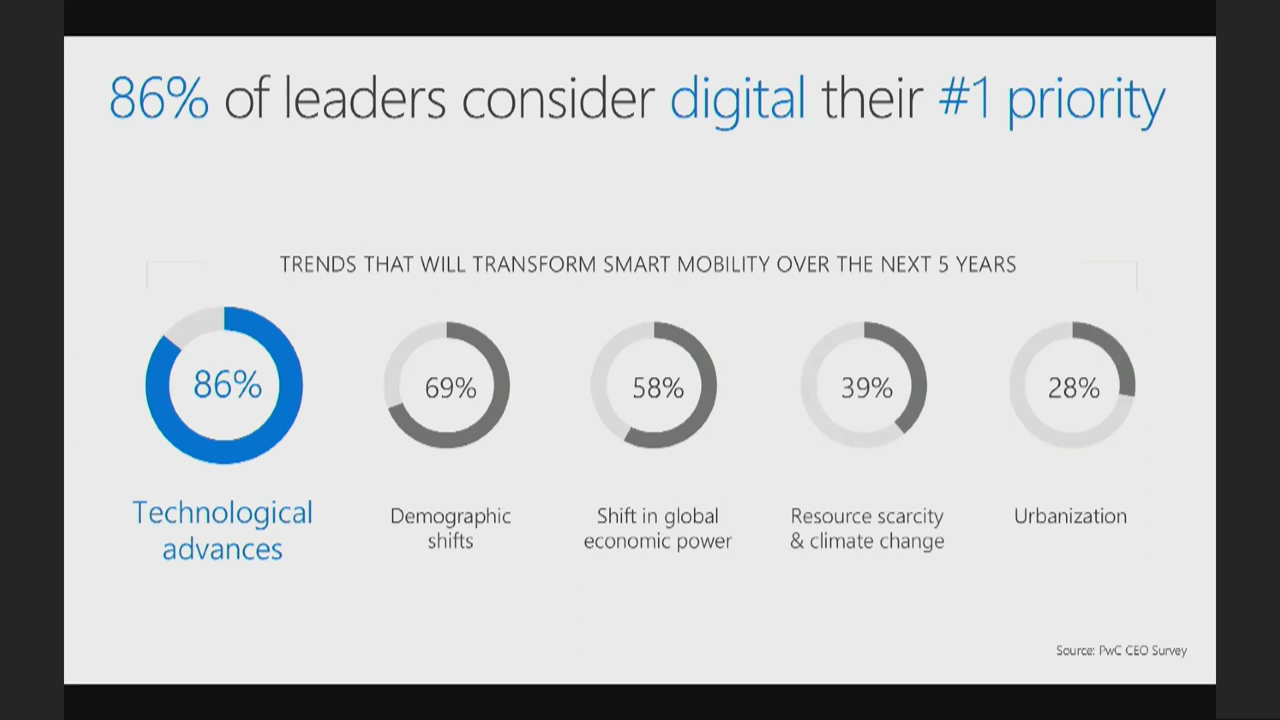 86% of leaders consider digital their #1 priority
TRENDS THAT WILL TRANSFORM SMART MOBILITY OVER THE NEXT 5 YEARS
86%
69%
58%
39%
28%
Technological
advances
Demographic
shifts
Shift in global
economic power
Resource scarcity
& climate change
Urbanization
Source: PwC CEO Survey